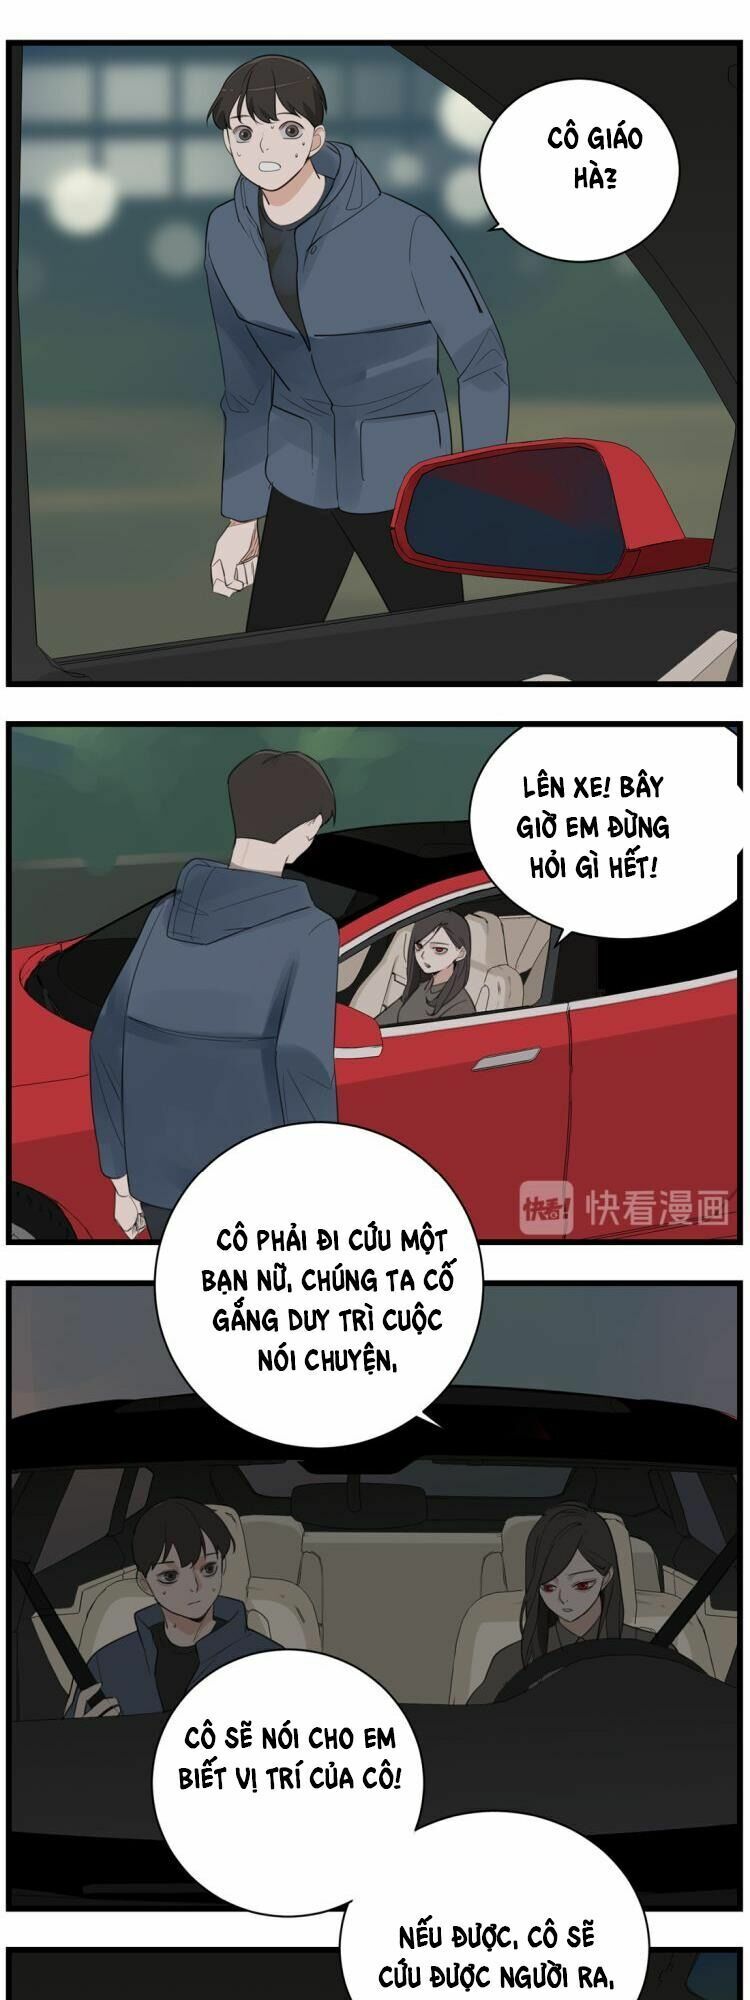 CÔ GIÁO
HÀ?
LÊN XE! BÂY
GIỜ EM ĐỪNG
HỎI GÌ HẾT!
快看!
快看漫画
CÔ PHẢI ĐI CỨU MỘT
BẠN NỮ, CHÚNG TA CỐ
GẮNG DUY TRÌ CUỘC
NÓI CHUYỆN,
CÔ SẼ NÓI CHO EM
BIẾT VỊ TRÍ CỦA CÔ!
NẾU ĐƯỢC, CÔ SẼ
CỨU ĐƯỢC NGƯỜI RA,